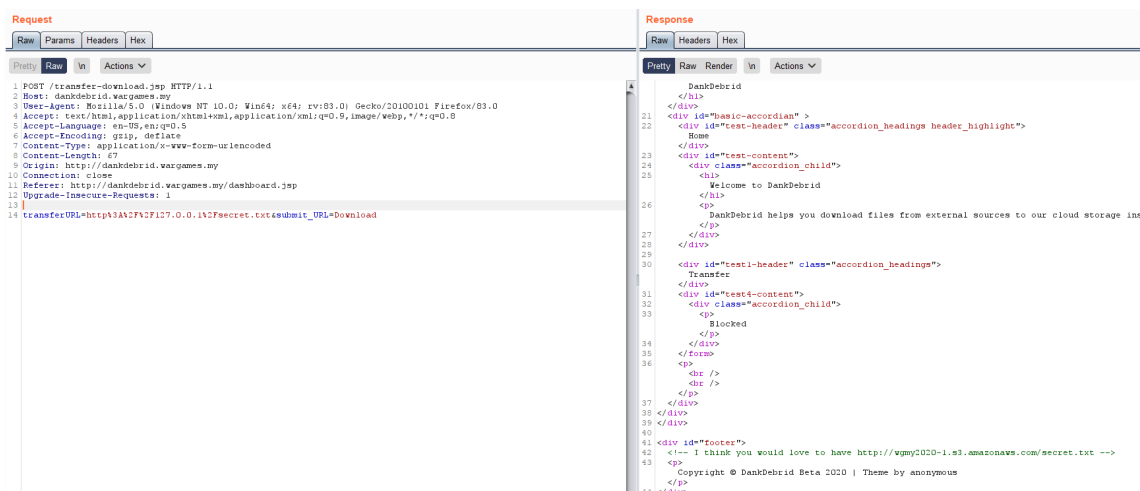 Request
Raw Params Headers Hex
Pretty Raw \n Actions
1 POST /transfer-download.jsp HTTP/1.1
2 Host: dankdebrid.wargames.my
3 User-Agent: Mozilla/5.0 (Windows NT 10.0; Win64; x64; rv:83.0) Gecko/20100101 Firefox/83.0
4 Accept: text/html,application/xhtml+xml,application/xml;q=0.9,image/webp,*/*;q=0.8
5 Accept-Language: en-US,en;q=0.5
6 Accept-Encoding: gzip, deflate
7 Content-Type: application/x-www-form-urlencoded
8 Content-Length: 67
9 Origin: http://dankdebrid.wargames.my
10 Connection: close
11 Referer: http://dankdebrid.wargames.my/dashboard.jsp
12 Upgrade-Insecure-Requests: 1
13
14 transferURL=http%3A%2F%2F127.0.0.1%2Fsecret.txt&submit_URL=Download
Response
Raw Headers Hex
Pretty Raw Render \n Actions
DankDebrid
</h1>
</div>
21 <div id="basic-accordian" >
22 <div id="test-header" class="accordion_headings header_highlight">
Home
</div>
23 <div id="test-content">
24 <div class="accordion_child">
25 <h1>
Welcome to DankDebrid
</h1>
26 <p>
DankDebrid helps you download files from external sources to our cloud storage ins
</p>
27 </div>
28 </div>
29
30 <div id="test1-header" class="accordion_headings">
Transfer
</div>
31 <div id="test4-content">
32 <div class="accordion_child">
33 <p>
Blocked
</p>
34 </div>
35 </form>
36 <p>
<br />
<br />
</p>
37 </div>
38 </div>
39 </div>
40
41 <div id="footer">
42 <!-- I think you would love to have http://wgmy2020-1.s3.amazonaws.com/secret.txt -->
43 <p>
Copyright © DankDebrid Beta 2020 | Theme by anonymous
</p>